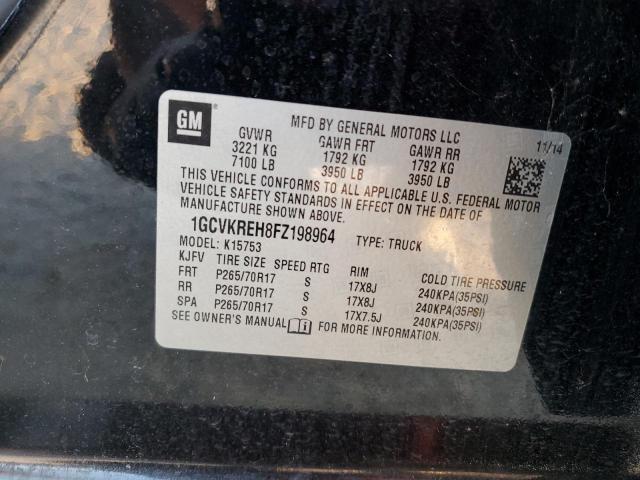 GM
MFD BY GENERAL MOTORS LLC
11/14
GVWR GAWR FRT GAWR RR
3221 KG 1792 KG 1792 KG
7100 LB 3950 LB 3950 LB
THIS VEHICLE CONFORMS TO ALL APPLICABLE U.S. FEDERAL MOTOR
VEHICLE SAFETY STANDARDS IN EFFECT ON THE DATE OF
MANUFACTURE SHOWN ABOVE.
1GCVKREH8FZ198964 TYPE: TRUCK
MODEL: K15753
KJFV TIRE SIZE SPEED RTG RIM COLD TIRE PRESSURE
FRT P265/70R17 S 17X8J 240KPA(35PSI)
RR P265/70R17 S 17X8J 240KPA(35PSI)
SPA P265/70R17 S 17X7.5J 240KPA(35PSI)
SEE OWNER'S MANUAL FOR MORE INFORMATION.